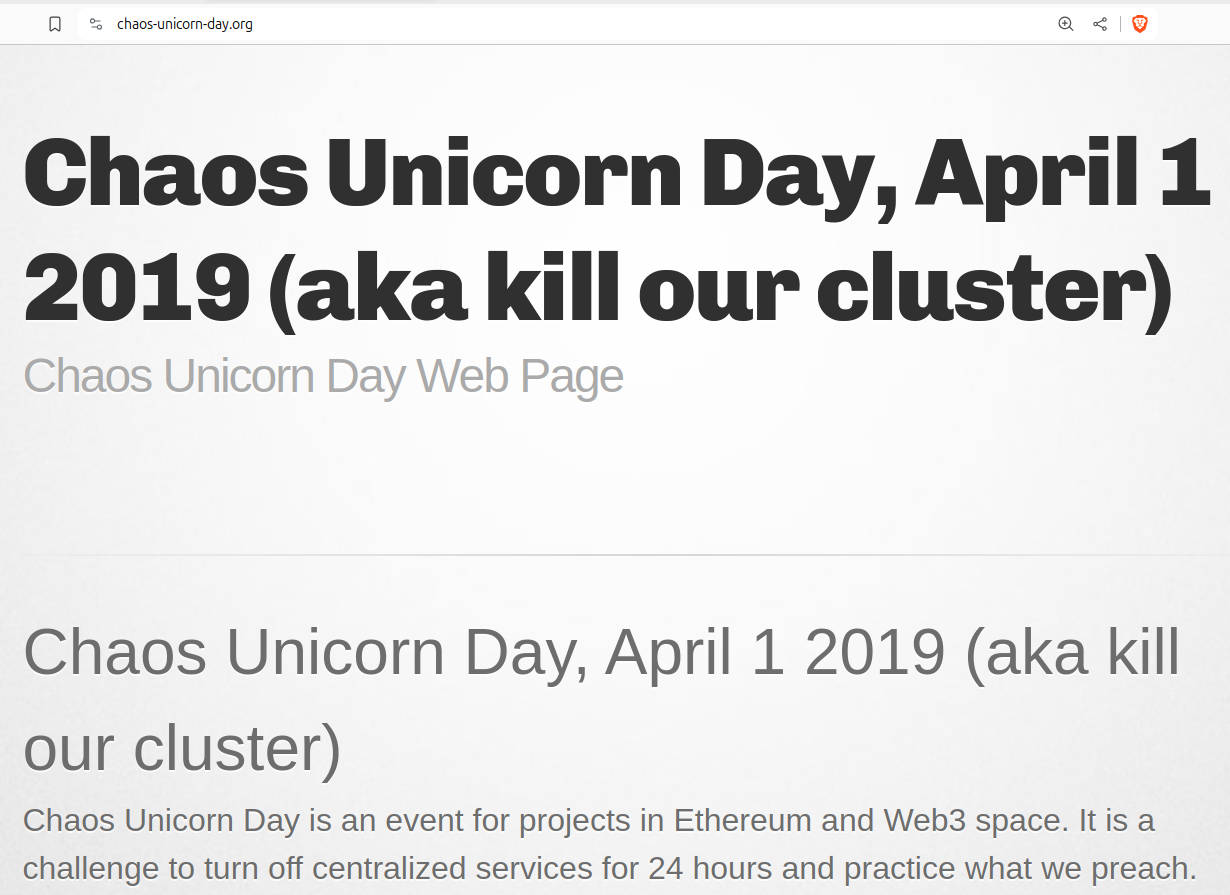 chaos-unicorn-day.org
Chaos Unicorn Day, April 1
2019 (aka kill our cluster)
Chaos Unicorn Day Web Page
Chaos Unicorn Day, April 1 2019 (aka kill
our cluster)
Chaos Unicorn Day is an event for projects in Ethereum and Web3 space. It is a
challenge to turn off centralized services for 24 hours and practice what we preach.